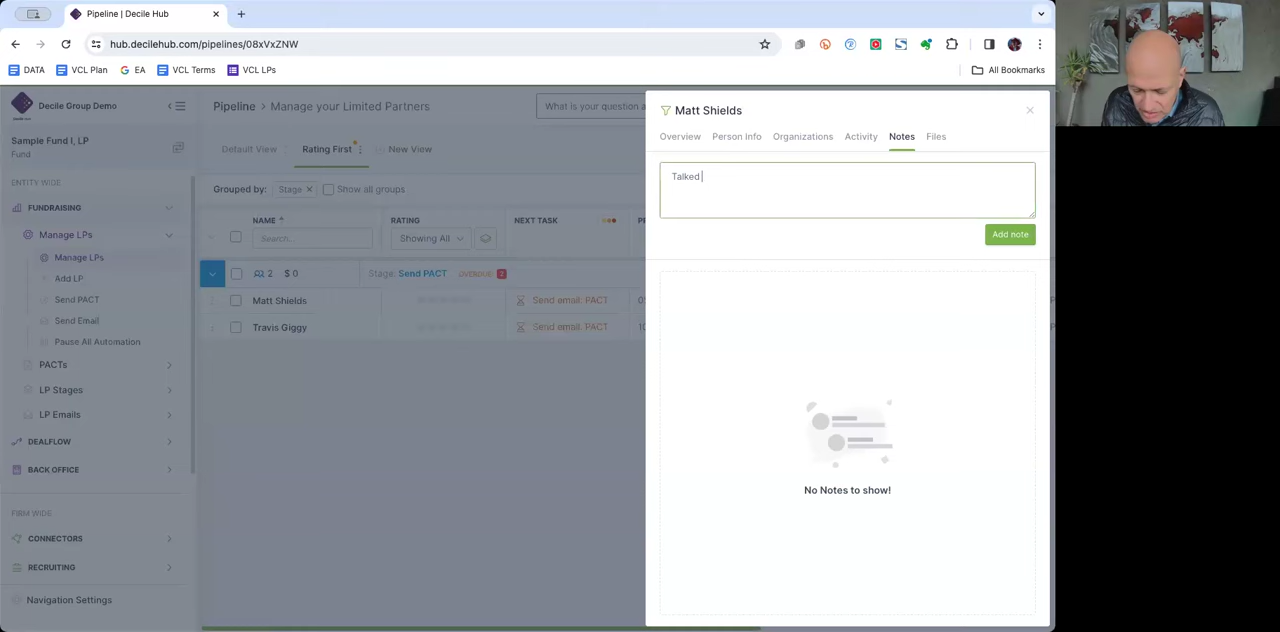 Pipeline | Decile Hub
hub.decilehub.com/pipelines/08xVxZNW
DATA
VCL Plan
EA
VCL Terms
VCL LPs
All Bookmarks
Decile Group Demo
Sample Fund I, LP
Fund
ENTITY WIDE
FUNDRAISING
Manage LPs
Manage LPs
Add LP
Send PACT
Send Email
Pause All Automation
PACTs
LP Stages
LP Emails
DEALFLOW
BACK OFFICE
FIRM WIDE
CONNECTORS
RECRUITING
Navigation Settings
Pipeline > Manage your Limited Partners
What is your question a
Default View
Rating First
New View
Grouped by: Stage
Show all groups
NAME
RATING
NEXT TASK
Search...
Showing All
2 $ 0
Stage: Send PACT OVERDUE 2
Matt Shields
Send email: PACT
Travis Giggy
Send email: PACT
Matt Shields
Overview
Person Info
Organizations
Activity
Notes
Files
Talked
Add note
No Notes to show!